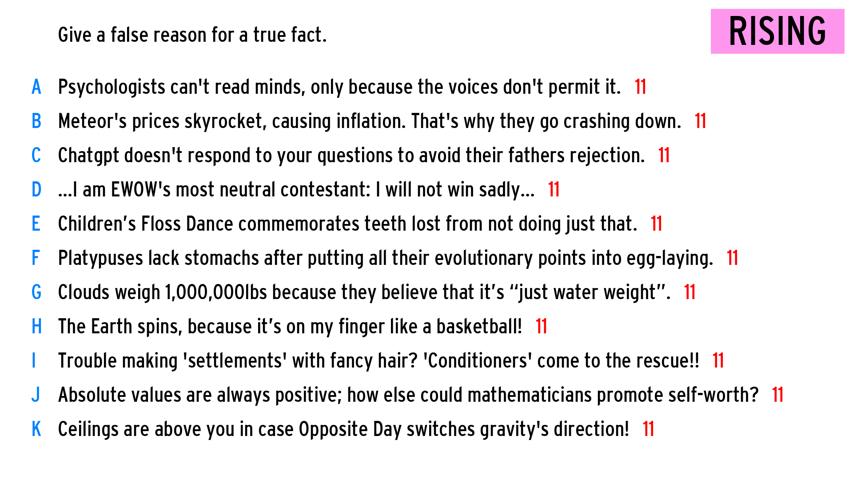 Give a false reason for a true fact.
RISING
A Psychologists can't read minds, only because the voices don't permit it. 11
B Meteor's prices skyrocket, causing inflation. That's why they go crashing down. 11
C Chatgpt doesn't respond to your questions to avoid their fathers rejection. 11
D ...I am EWOW's most neutral contestant: I will not win sadly... 11
E Children’s Floss Dance commemorates teeth lost from not doing just that. 11
F Platypuses lack stomachs after putting all their evolutionary points into egg-laying. 11
G Clouds weigh 1,000,000lbs because they believe that it’s “just water weight”. 11
H The Earth spins, because it’s on my finger like a basketball! 11
I Trouble making 'settlements' with fancy hair? 'Conditioners' come to the rescue!! 11
J Absolute values are always positive; how else could mathematicians promote self-worth? 11
K Ceilings are above you in case Opposite Day switches gravity's direction! 11